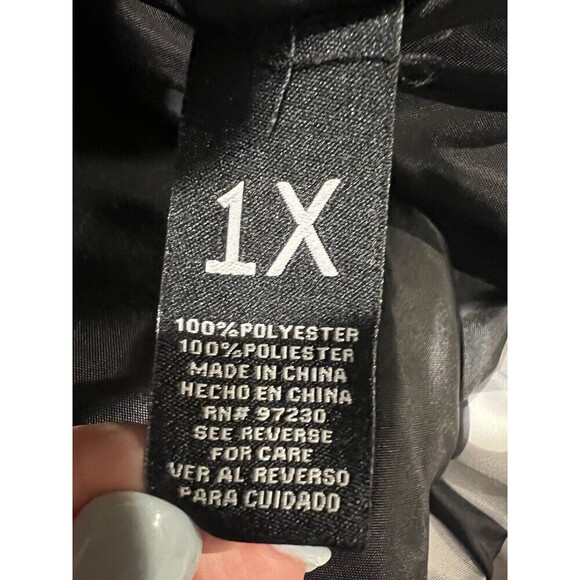 1X
100%POLYESTER
100%POLIESTER
MADE IN CHINA
HECHO EN CHINA
RN# 97230
SEE REVERSE
FOR CARE
VER AL REVERSO
PARA CUIDADO